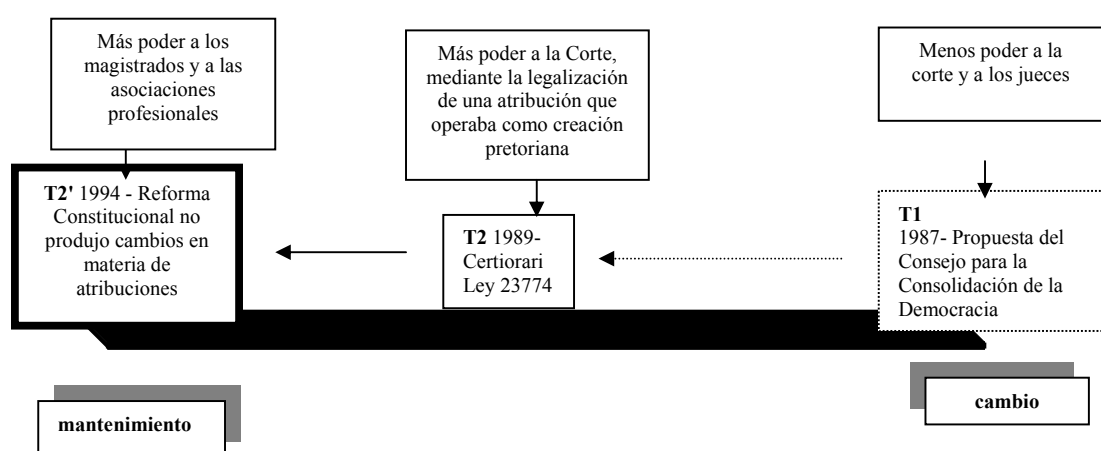 Más poder a los
magistrados y a las
asociaciones
profesionales
Más poder a la Corte,
mediante la legalización
de una atribución que
operaba como creación
pretoriana
Menos poder a la
corte y a los jueces
T2' 1994 - Reforma
Constitucional no
produjo cambios en
materia de
atribuciones
T2 1989-
Certiorari
Ley 23774
T1
1987- Propuesta del
Consejo para la
Consolidación de la
Democracia
mantenimiento
cambio